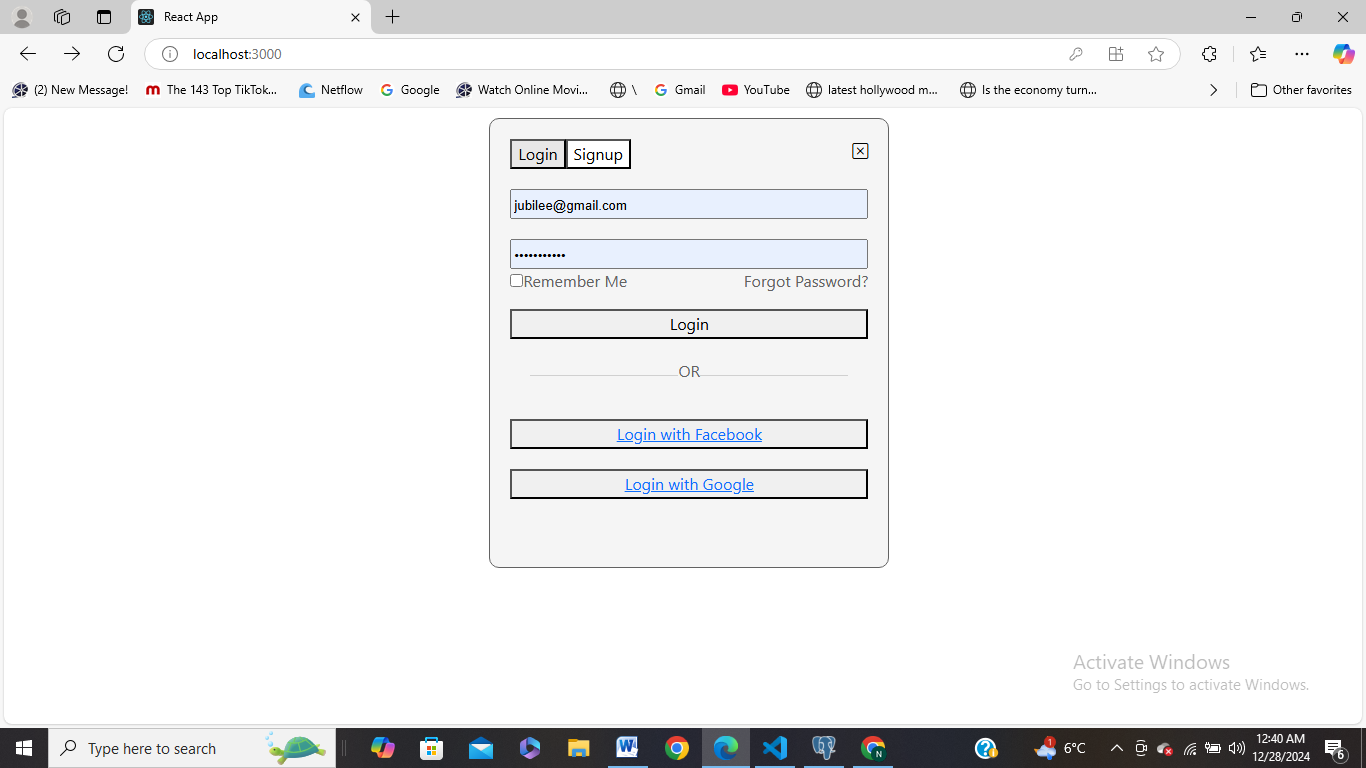 React App
localhost:3000
(2) New Message! The 143 Top TikTok... Netflow Google Watch Online Movi... \ Gmail YouTube latest hollywood m... Is the economy turn... Other favorites
Login Signup
jubilee@gmail.com
•••••••••••
Remember Me Forgot Password?
Login
OR
Login with Facebook
Login with Google
Activate Windows
Go to Settings to activate Windows.
Type here to search
1
6°C
12:40 AM
12/28/2024
6
W
N